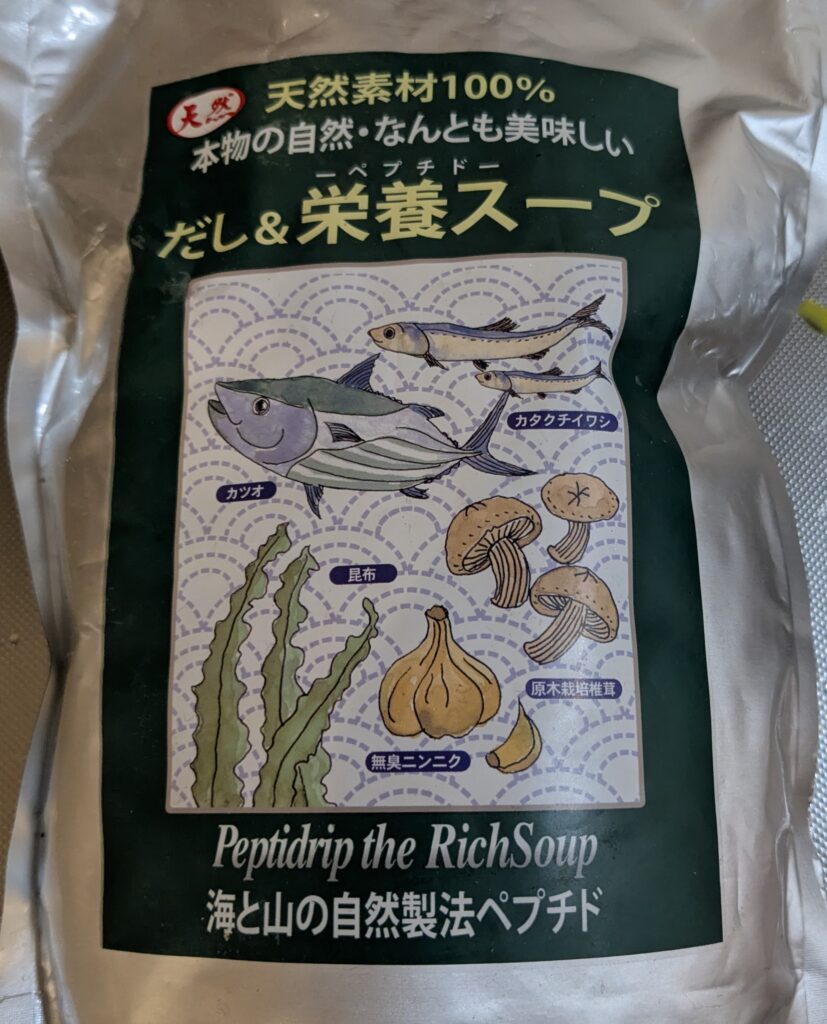 天然
天然素材100%
本物の自然・なんとも美味しい
ーペプチドー
だし&栄養スープ
カタクチイワシ
カツオ
昆布
原木栽培椎茸
無臭ニンニク
Peptidrip the RichSoup
海と山の自然製法ペプチド